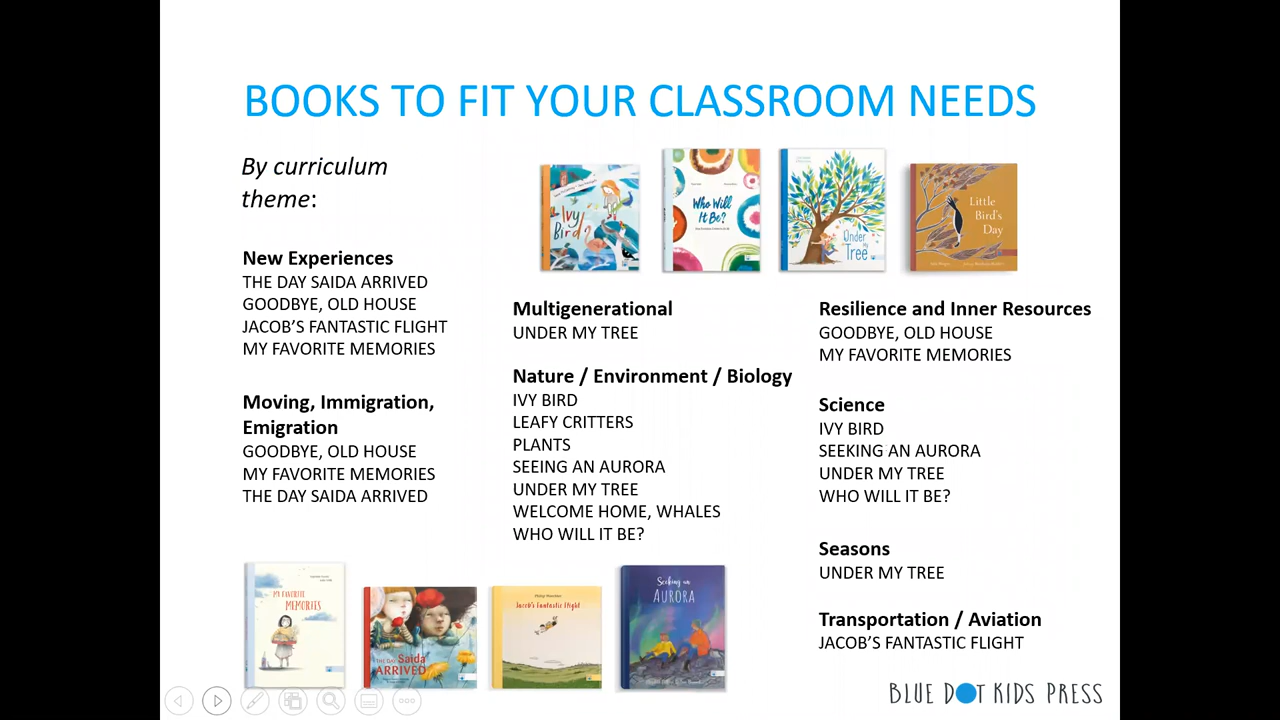 BOOKS TO FIT YOUR CLASSROOM NEEDS
By curriculum
theme:
New Experiences
THE DAY SAIDA ARRIVED
GOODBYE, OLD HOUSE
JACOB’S FANTASTIC FLIGHT
MY FAVORITE MEMORIES
Moving, Immigration,
Emigration
GOODBYE, OLD HOUSE
MY FAVORITE MEMORIES
THE DAY SAIDA ARRIVED
Ivy
Bird
Who Will
It Be?
Under
My
Tree
Little
Bird's
Day
Multigenerational
UNDER MY TREE
Nature / Environment / Biology
IVY BIRD
LEAFY CRITTERS
PLANTS
SEEING AN AURORA
UNDER MY TREE
WELCOME HOME, WHALES
WHO WILL IT BE?
Resilience and Inner Resources
GOODBYE, OLD HOUSE
MY FAVORITE MEMORIES
Science
IVY BIRD
SEEKING AN AURORA
UNDER MY TREE
WHO WILL IT BE?
Seasons
UNDER MY TREE
Transportation / Aviation
JACOB’S FANTASTIC FLIGHT
MY FAVORITE
MEMORIES
THE DAY Saida
ARRIVED
Jacob's Fantastic Flight
Seeking an
AURORA
BLUE DOT KIDS PRESS